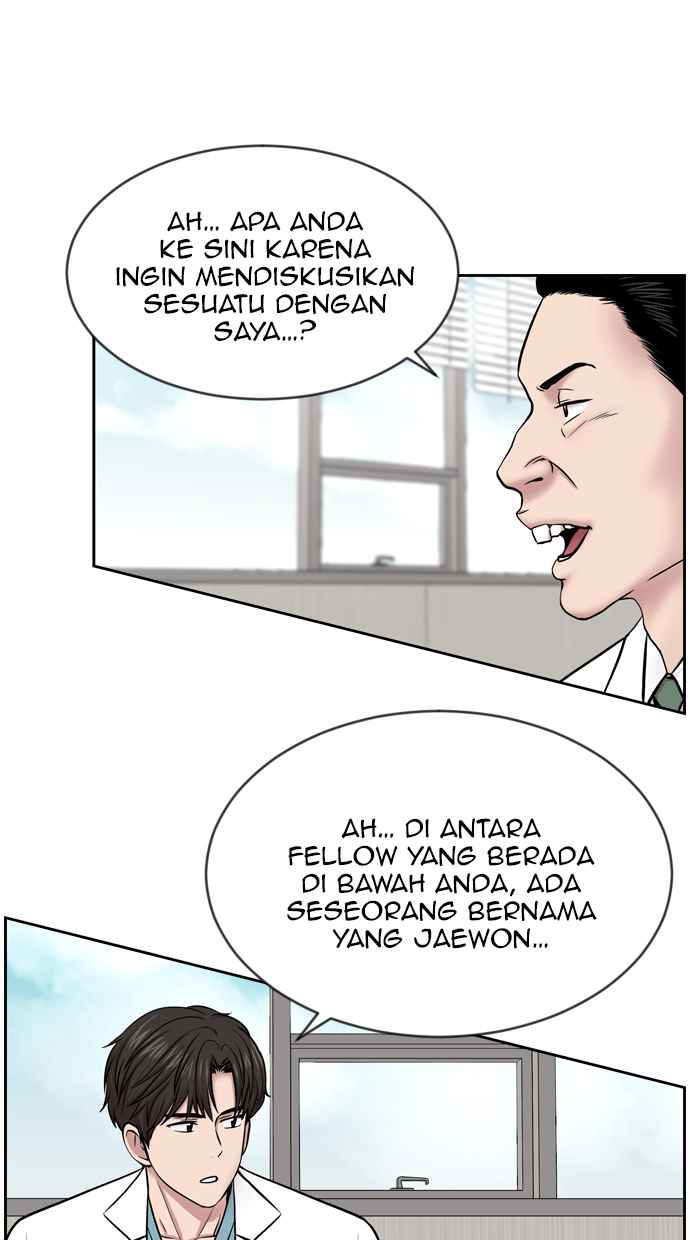 AH... APA ANDA
KE SINI KARENA
INGIN MENDISKUSIKAN
SESUATU DENGAN
SAYA...?
AH... DI ANTARA
FELLOW YANG BERADA
DI BAWAH ANDA, ADA
SESEORANG BERNAMA
YANG JAEWON...